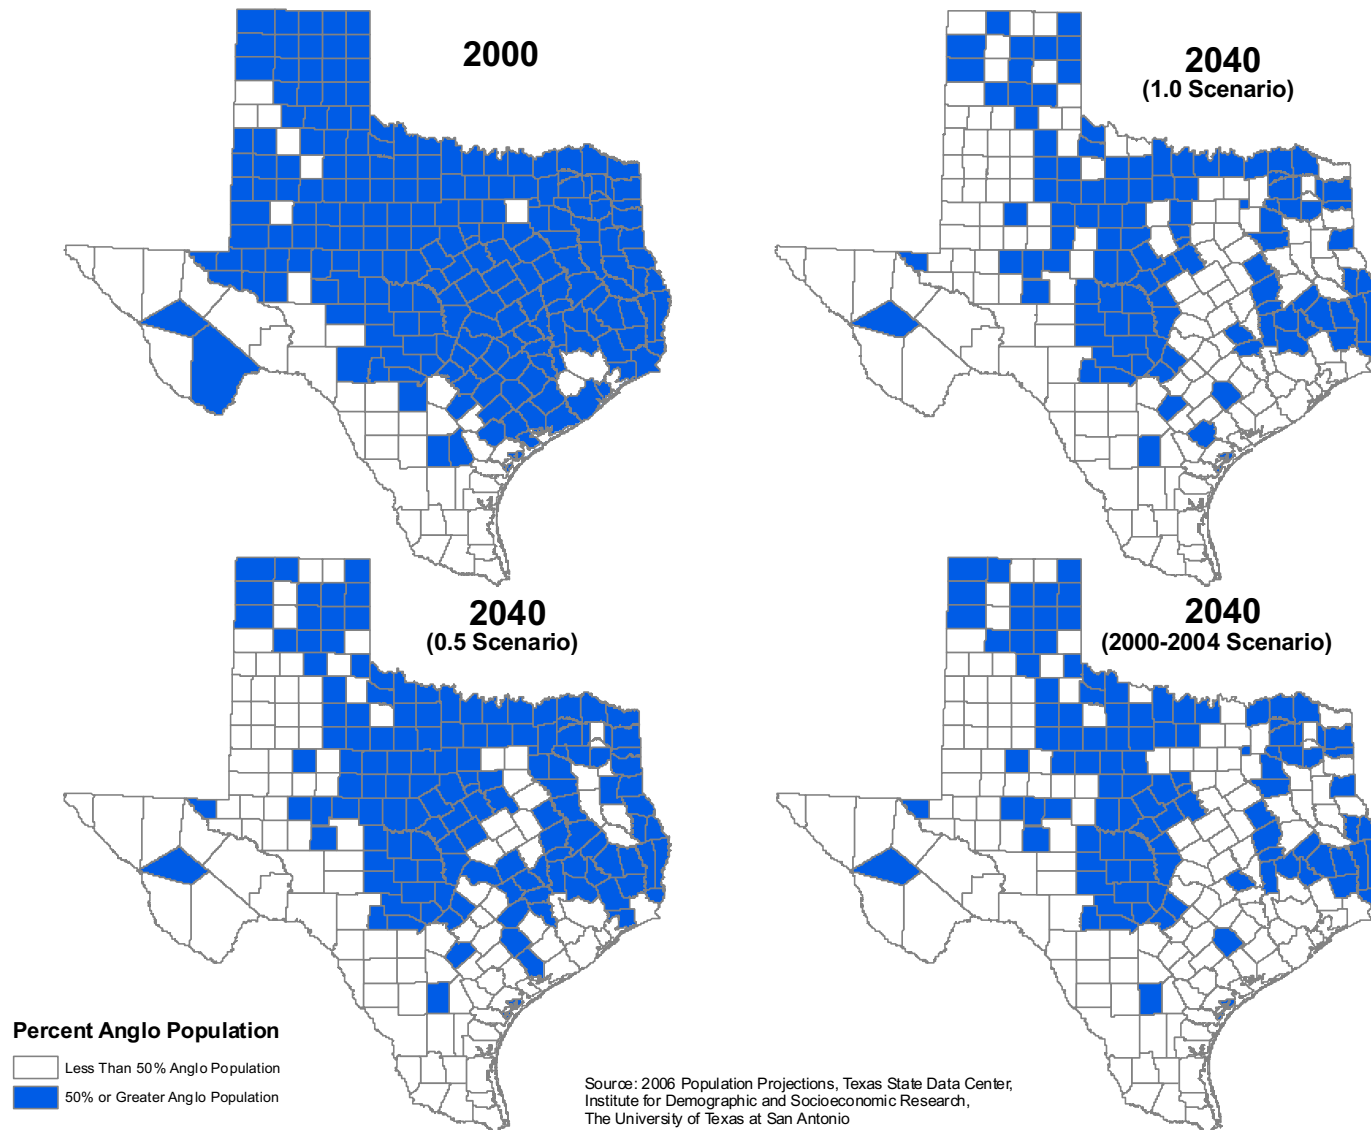 2000
2040
(1.0 Scenario)
2040
(0.5 Scenario)
2040
(2000-2004 Scenario)
Percent Anglo Population
Less Than 50% Anglo Population
50% or Greater Anglo Population
Source: 2006 Population Projections, Texas State Data Center,
Institute for Demographic and Socioeconomic Research,
The University of Texas at San Antonio